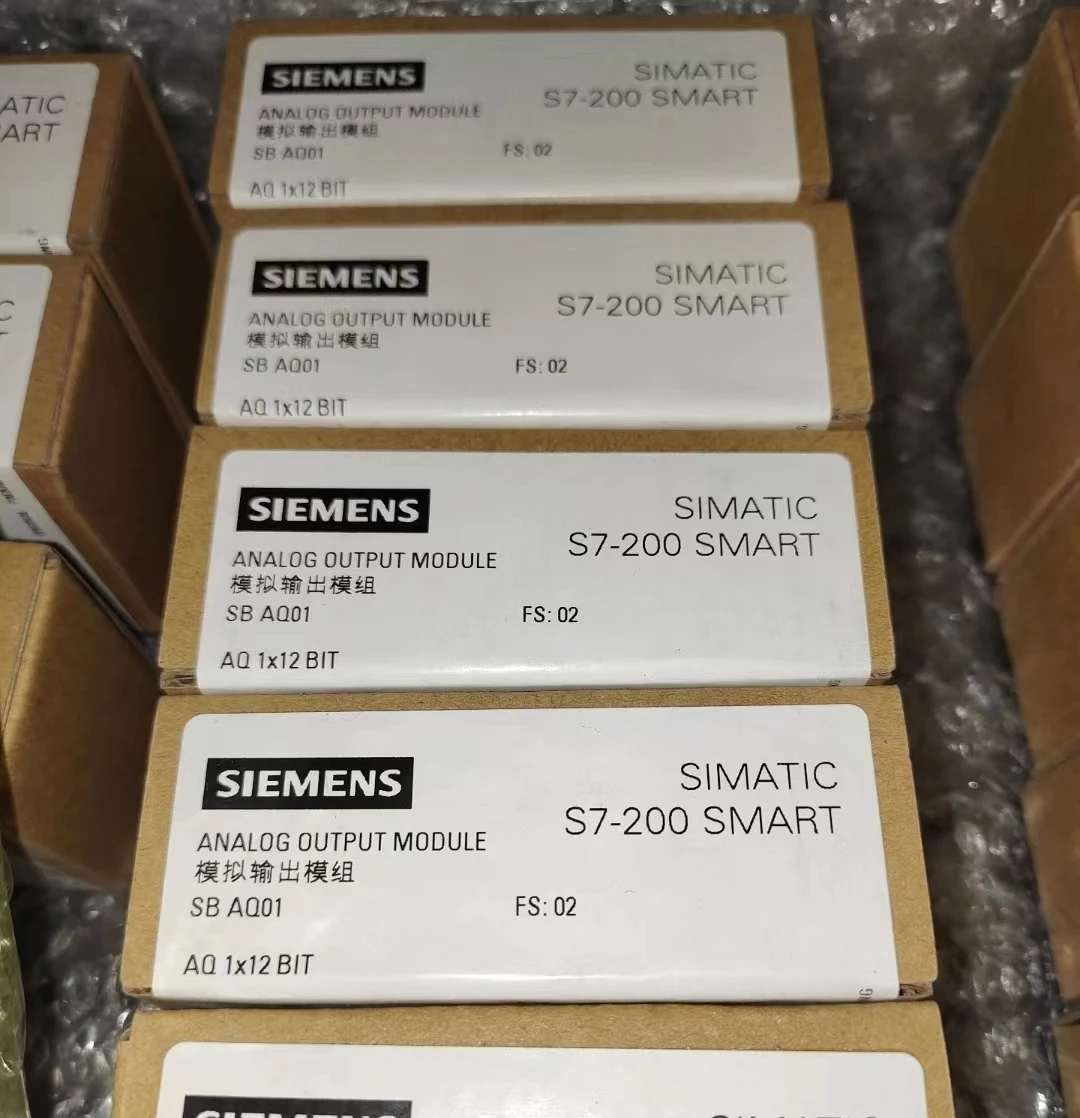 ATIC
ART
SIEMENS
SIMATIC
S7-200 SMART
ANALOG OUTPUT MODULE
模拟输出模组
SB AQ01
FS: 02
AQ 1x12 BIT
SIEMENS
SIMATIC
S7-200 SMART
ANALOG OUTPUT MODULE
模拟输出模组
SB AQ01
FS: 02
AQ 1x12 BIT
SIEMENS
SIMATIC
S7-200 SMART
ANALOG OUTPUT MODULE
模拟输出模组
SB AQ01
FS: 02
AQ 1x12 BIT
SIEMENS
SIMATIC
S7-200 SMART
ANALOG OUTPUT MODULE
模拟输出模组
SB AQ01
FS: 02
AQ 1x12 BIT
SIEMENS
SIMATIC